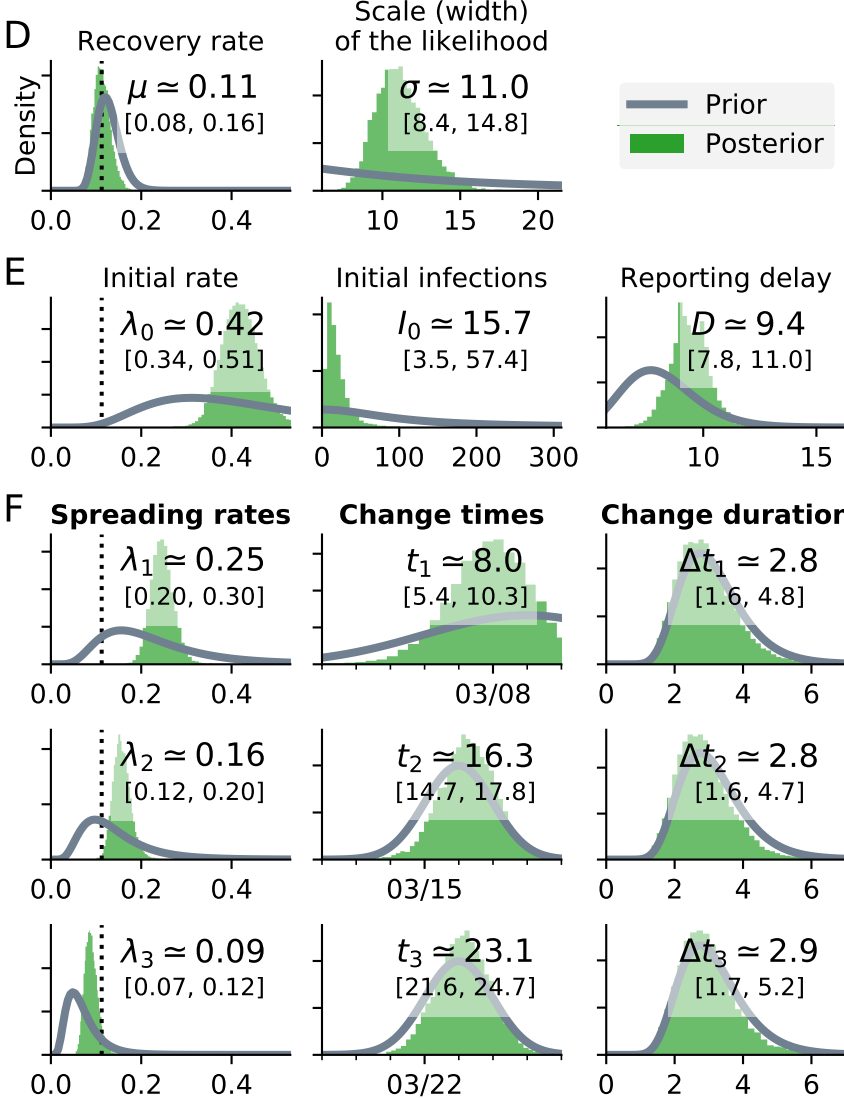 D
Recovery rate
Scale (width)
of the likelihood
Density
μ ≃ 0.11
[0.08, 0.16]
0.0 0.2 0.4
σ ≃ 11.0
[8.4, 14.8]
10 15 20
Prior
Posterior
E
Initial rate
Initial infections
Reporting delay
λ0 ≃ 0.42
[0.34, 0.51]
0.0 0.2 0.4
I0 ≃ 15.7
[3.5, 57.4]
0 100 200 300
D ≃ 9.4
[7.8, 11.0]
10 15
F
Spreading rates
Change times
Change duration
λ1 ≃ 0.25
[0.20, 0.30]
0.0 0.2 0.4
t1 ≃ 8.0
[5.4, 10.3]
03/08
Δt1 ≃ 2.8
[1.6, 4.8]
2 4 6
λ2 ≃ 0.16
[0.12, 0.20]
0.0 0.2 0.4
t2 ≃ 16.3
[14.7, 17.8]
03/15
Δt2 ≃ 2.8
[1.6, 4.7]
2 4 6
λ3 ≃ 0.09
[0.07, 0.12]
0.0 0.2 0.4
t3 ≃ 23.1
[21.6, 24.7]
03/22
Δt3 ≃ 2.9
[1.7, 5.2]
2 4 6